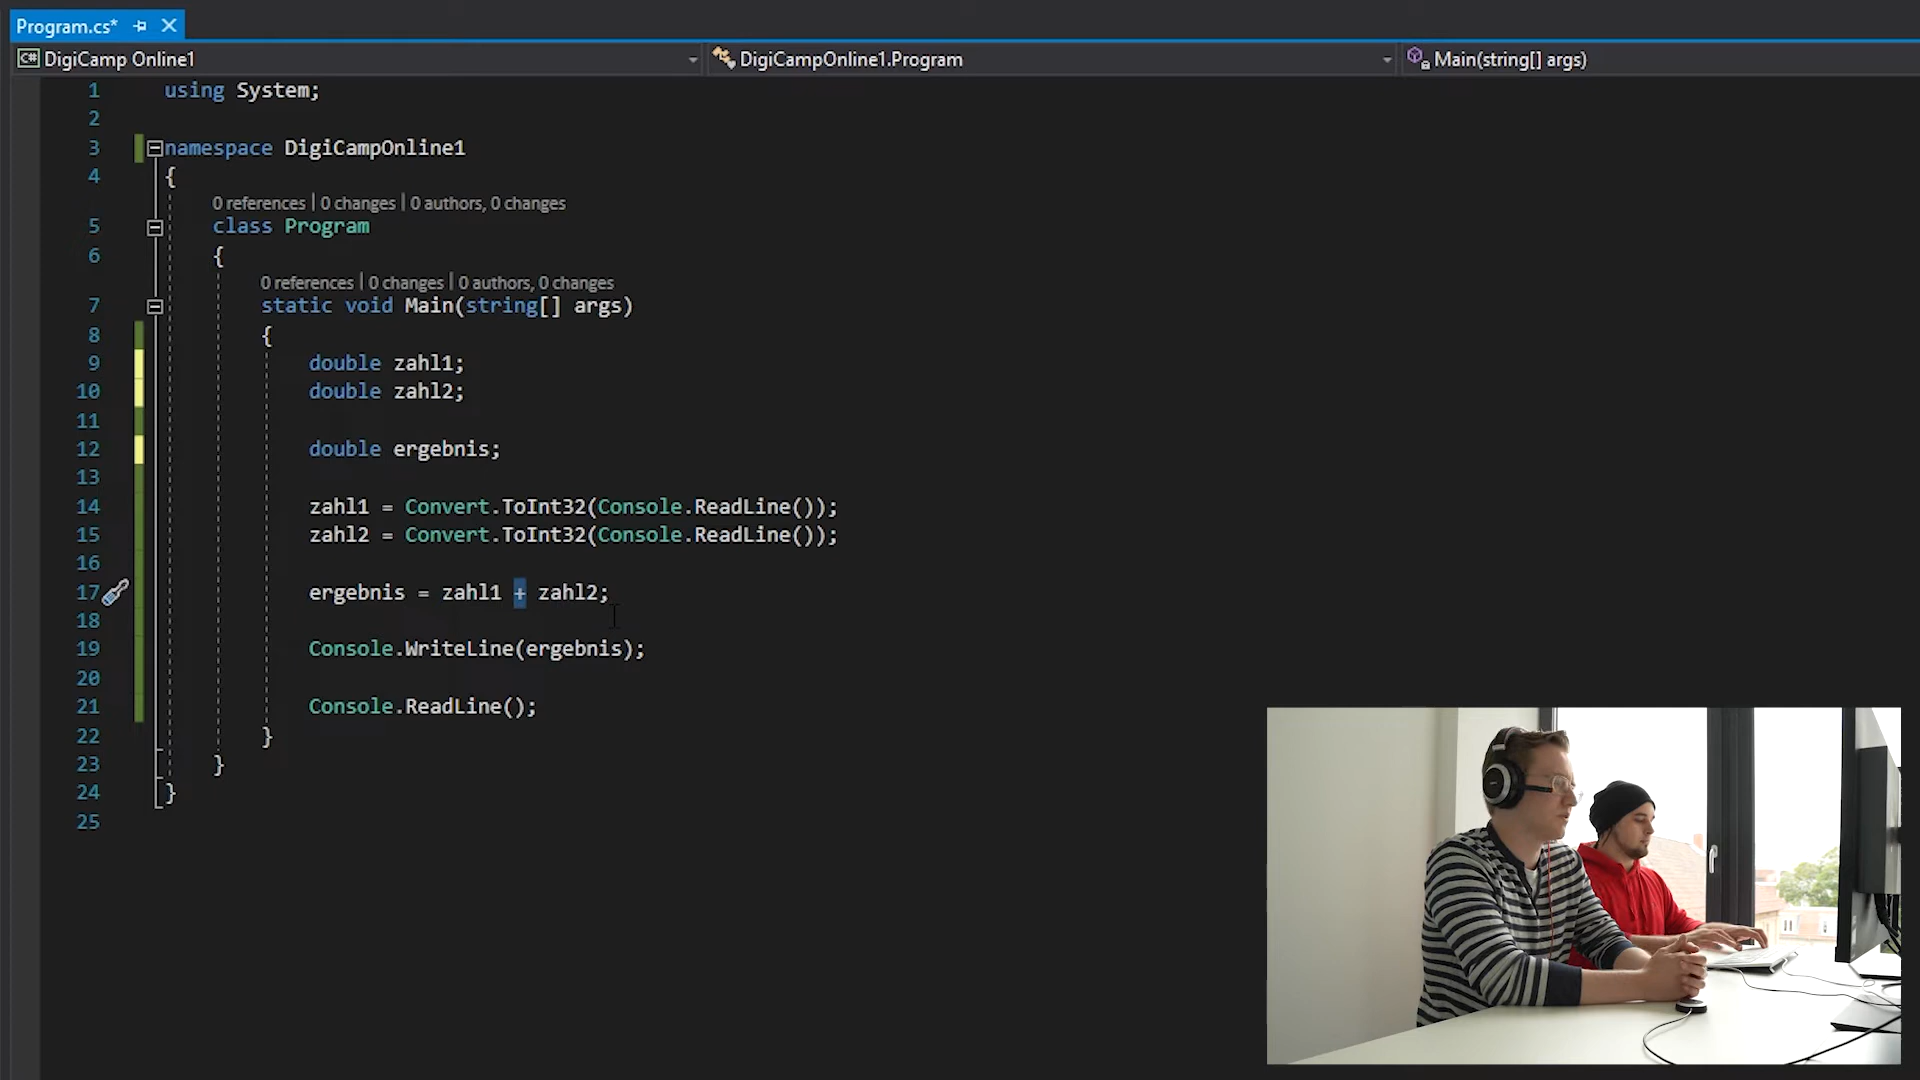 Program.cs*
C# DigiCamp Online1
DigiCampOnline1.Program
Main(string[] args)
1 using System;
2
3 namespace DigiCampOnline1
4 {
0 references | 0 changes | 0 authors, 0 changes
5 class Program
6 {
0 references | 0 changes | 0 authors, 0 changes
7 static void Main(string[] args)
8 {
9 double zahl1;
10 double zahl2;
11
12 double ergebnis;
13
14 zahl1 = Convert.ToInt32(Console.ReadLine());
15 zahl2 = Convert.ToInt32(Console.ReadLine());
16
17 ergebnis = zahl1 + zahl2;
18
19 Console.WriteLine(ergebnis);
20
21 Console.ReadLine();
22 }
23 }
24 }
25